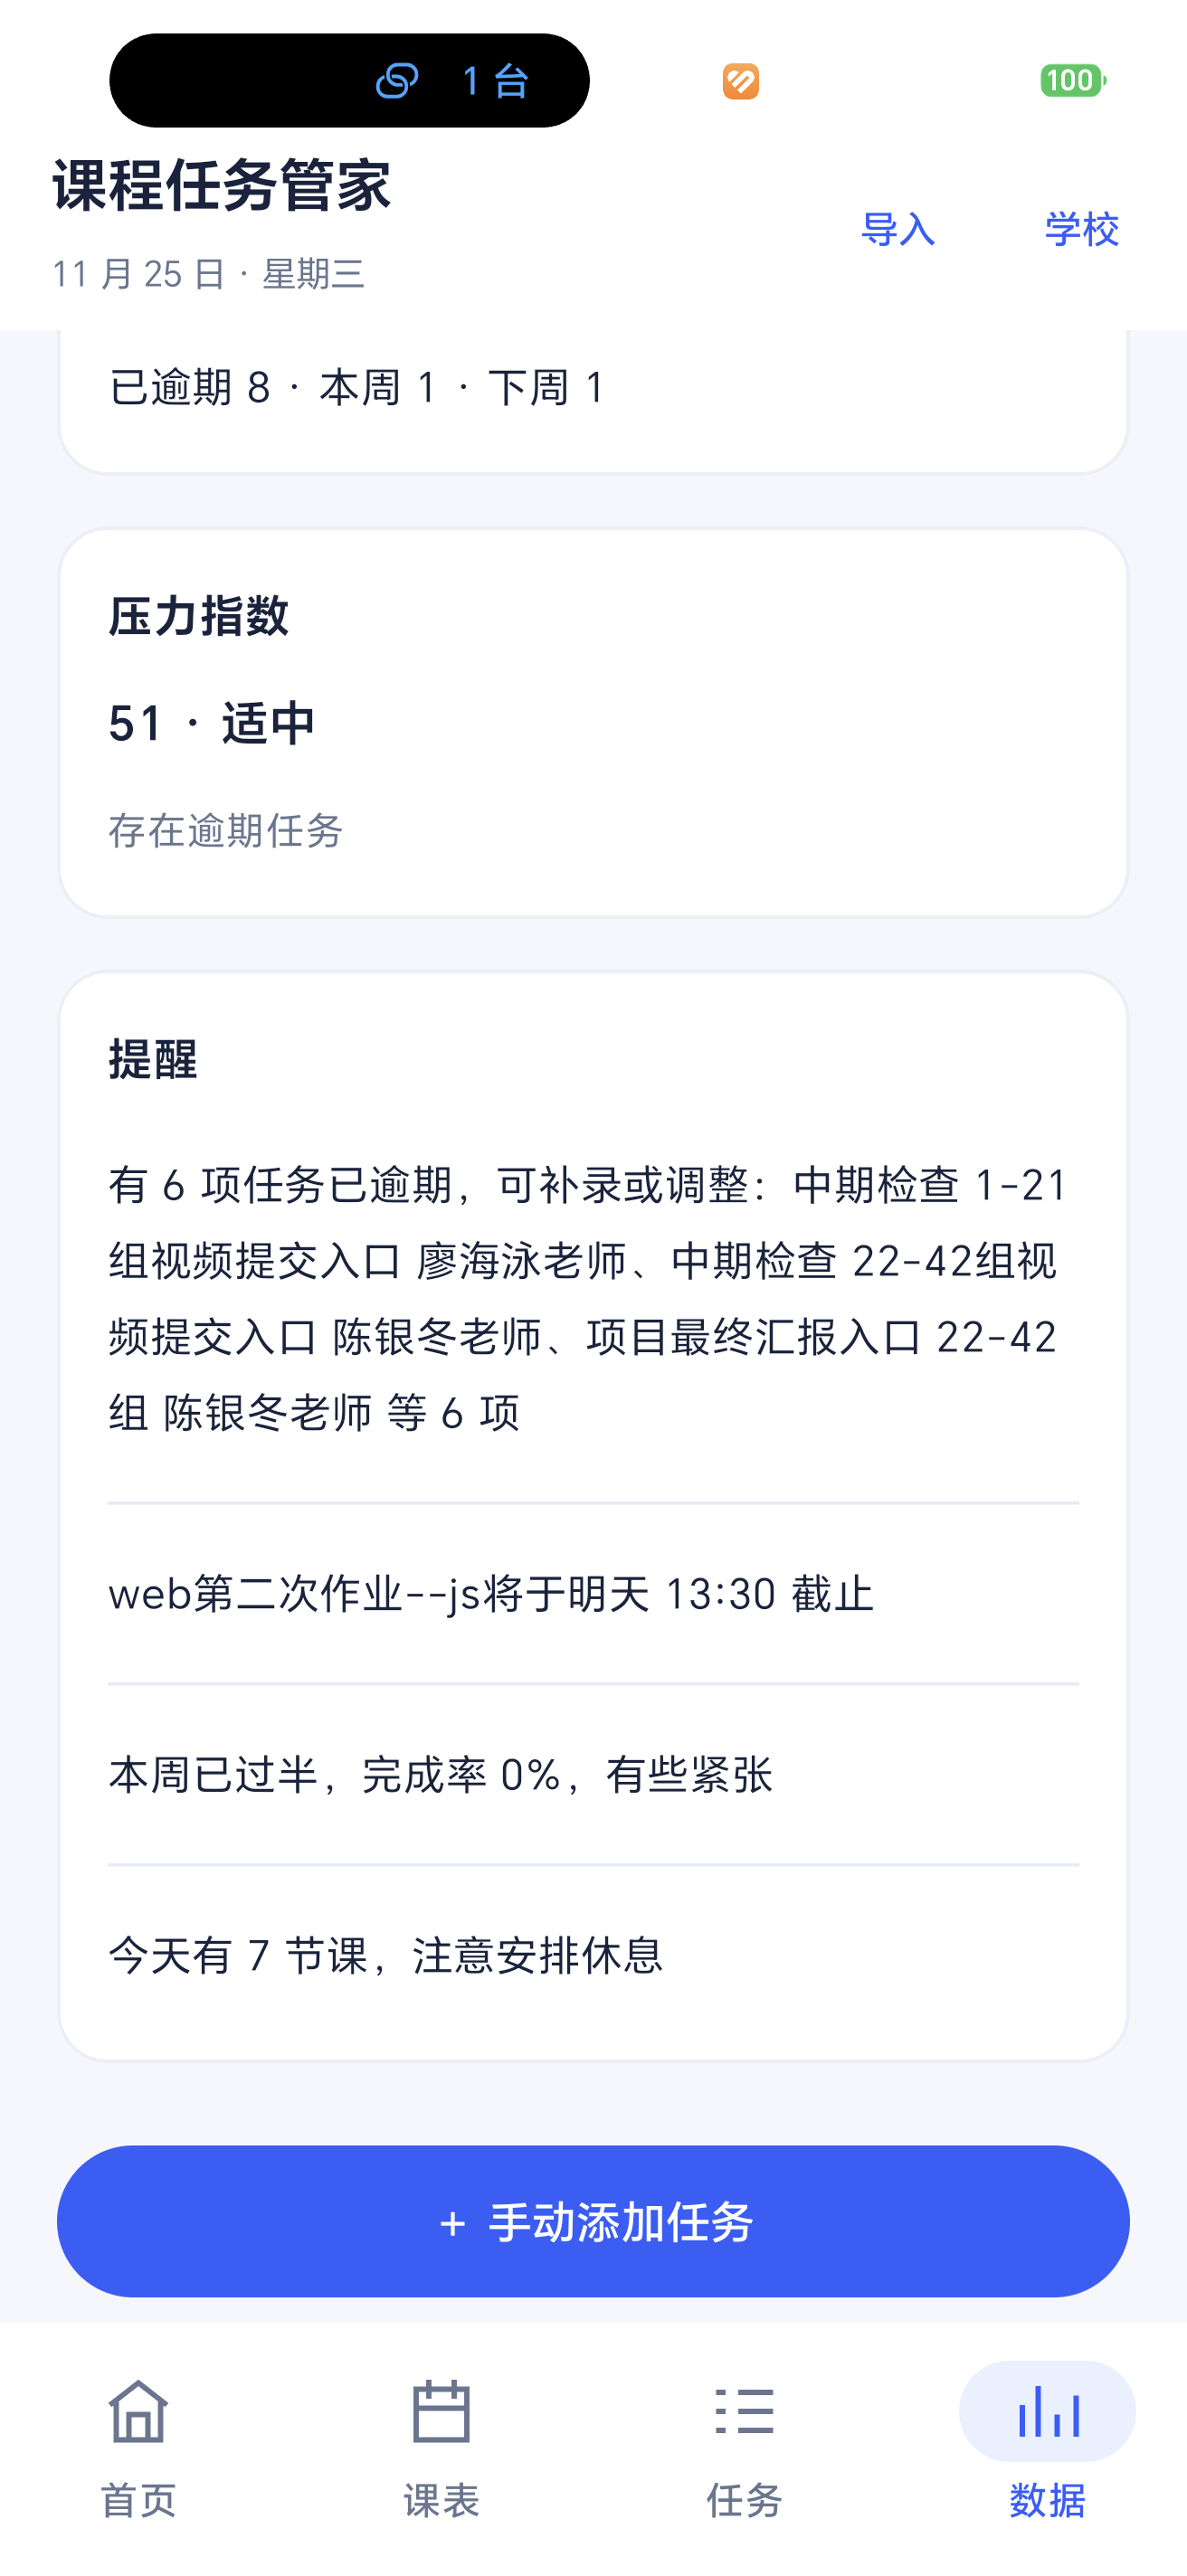 1 台
100
课程任务管家
11 月 25 日 · 星期三
导入
学校
已逾期 8 · 本周 1 · 下周 1
压力指数
51 · 适中
存在逾期任务
提醒
有 6 项任务已逾期，可补录或调整：中期检查 1-21
组视频提交入口 廖海泳老师、中期检查 22-42组视
频提交入口 陈银冬老师、项目最终汇报入口 22-42
组 陈银冬老师 等 6 项
web第二次作业--js将于明天 13:30 截止
本周已过半，完成率 0%，有些紧张
今天有 7 节课，注意安排休息
+ 手动添加任务
首页
课表
任务
数据